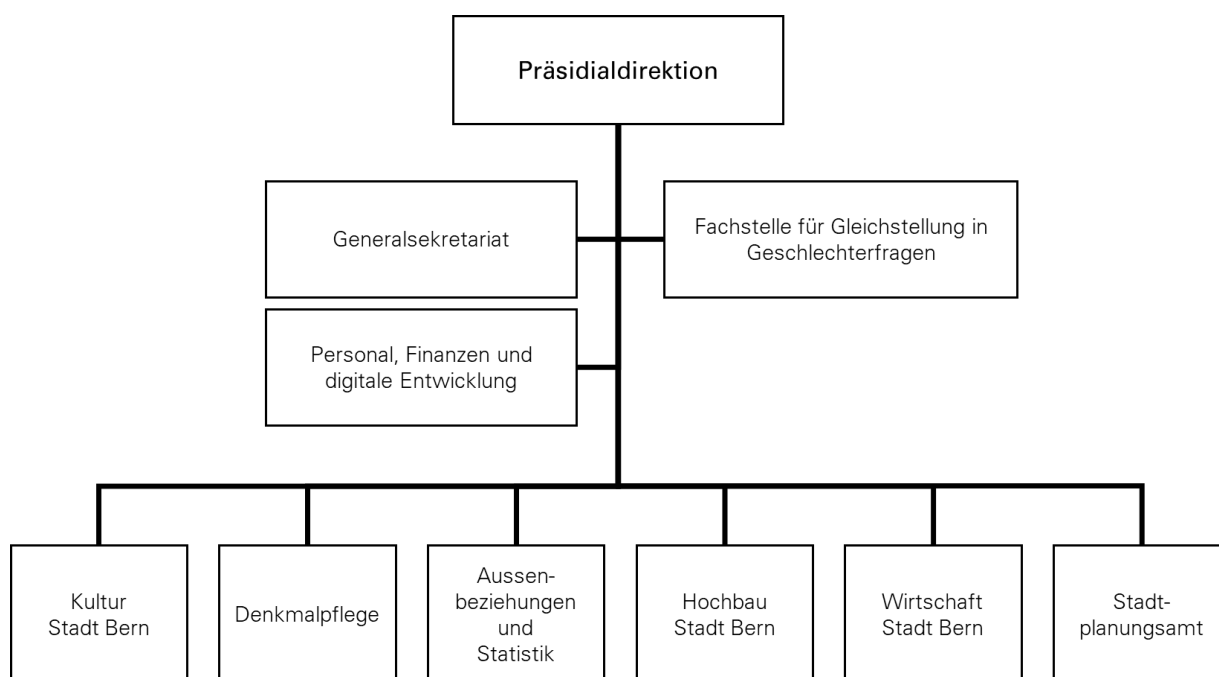 Präsidialdirektion
Generalsekretariat
Fachstelle für Gleichstellung in
Geschlechterfragen
Personal, Finanzen und
digitale Entwicklung
Kultur
Stadt Bern
Denkmalpflege
Aussen-
beziehungen
und
Statistik
Hochbau
Stadt Bern
Wirtschaft
Stadt Bern
Stadt-
planungsamt